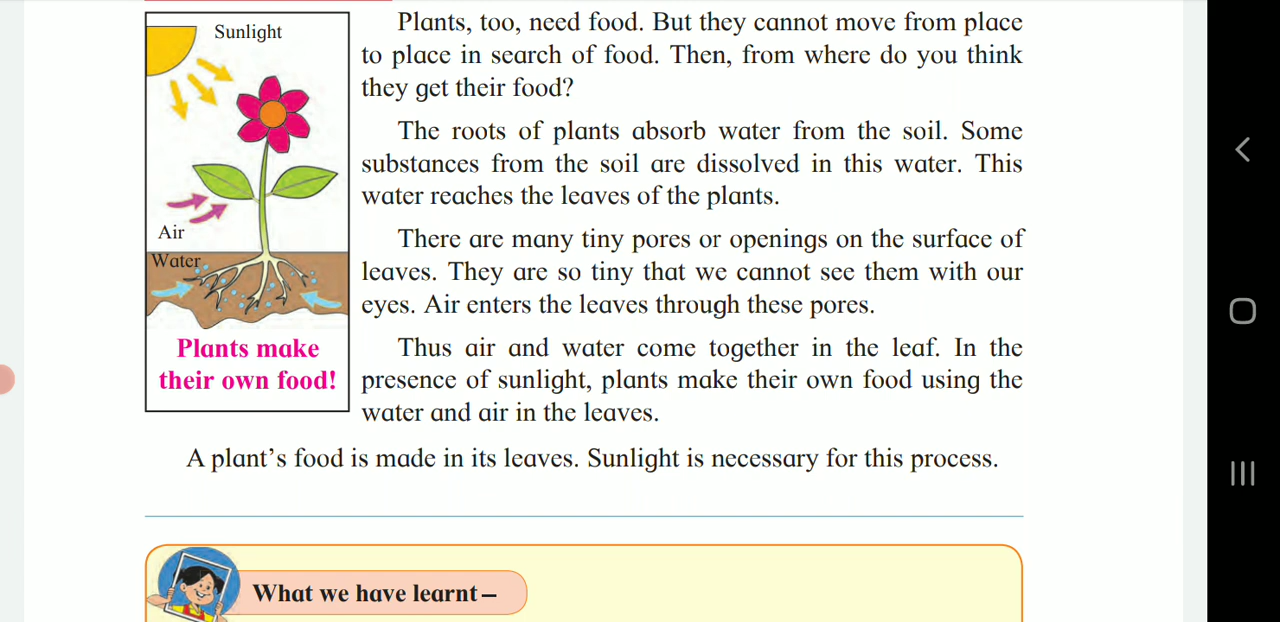 Sunlight
Air
Water
Plants make
their own food!
Plants, too, need food. But they cannot move from place
to place in search of food. Then, from where do you think
they get their food?
The roots of plants absorb water from the soil. Some
substances from the soil are dissolved in this water. This
water reaches the leaves of the plants.
There are many tiny pores or openings on the surface of
leaves. They are so tiny that we cannot see them with our
eyes. Air enters the leaves through these pores.
Thus air and water come together in the leaf. In the
presence of sunlight, plants make their own food using the
water and air in the leaves.
A plant’s food is made in its leaves. Sunlight is necessary for this process.
What we have learnt –